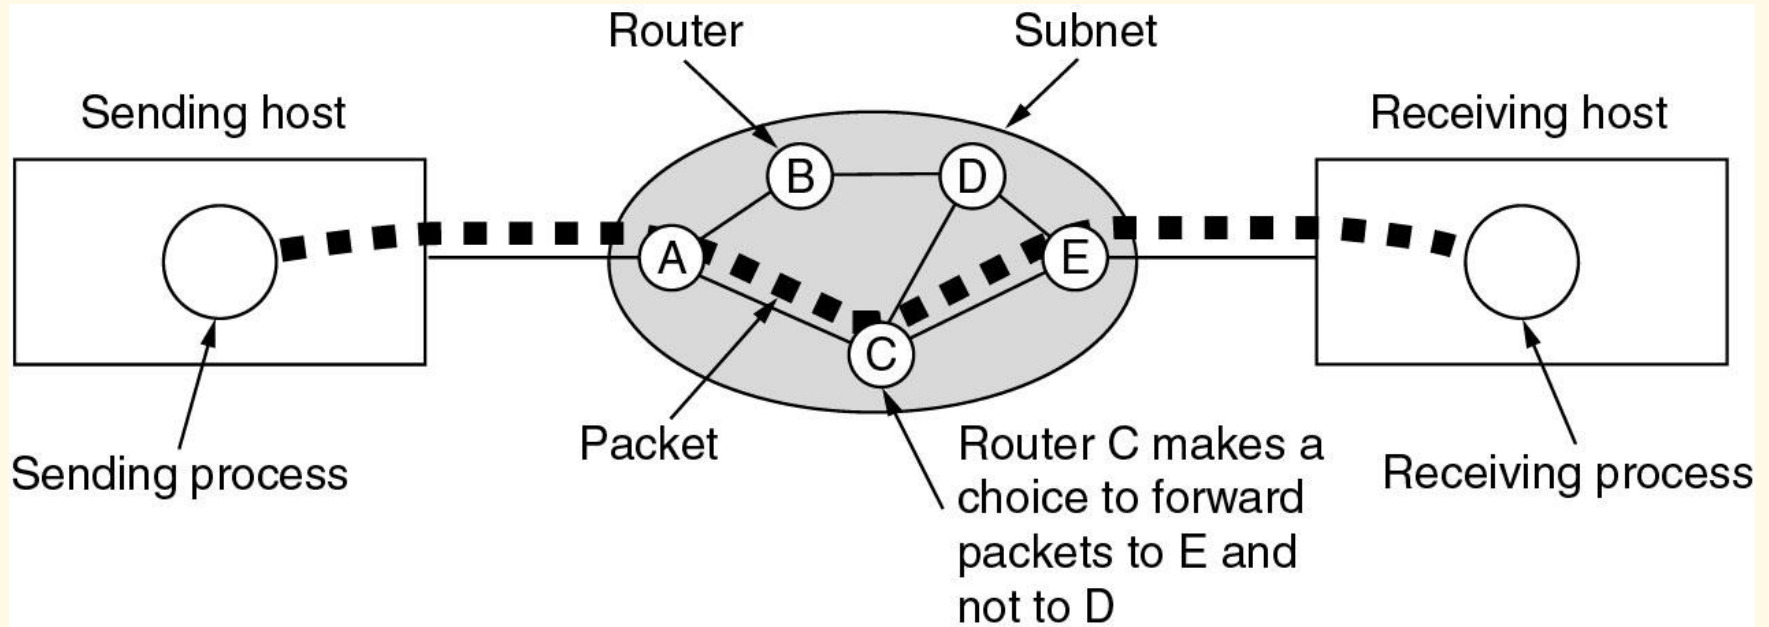 Router
Subnet
Sending host
Receiving host
B
D
A
E
C
Packet
Router C makes a
choice to forward
packets to E and
not to D
Sending process
Receiving process